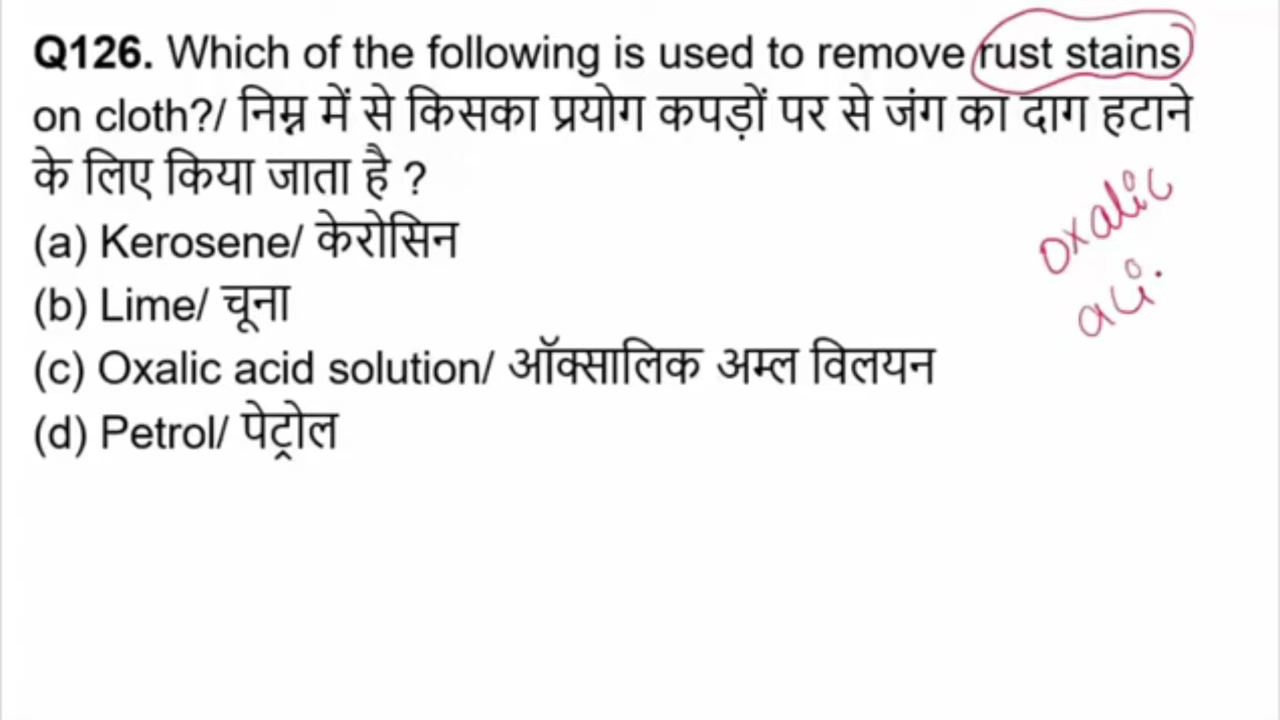 Q126. Which of the following is used to remove rust stains
on cloth?/ निम्न में से किसका प्रयोग कपड़ों पर से जंग का दाग हटाने
के लिए किया जाता है ?
(a) Kerosene/ केरोसिन
(b) Lime/ चूना
(c) Oxalic acid solution/ ऑक्सालिक अम्ल विलयन
(d) Petrol/ पेट्रोल
oxalic